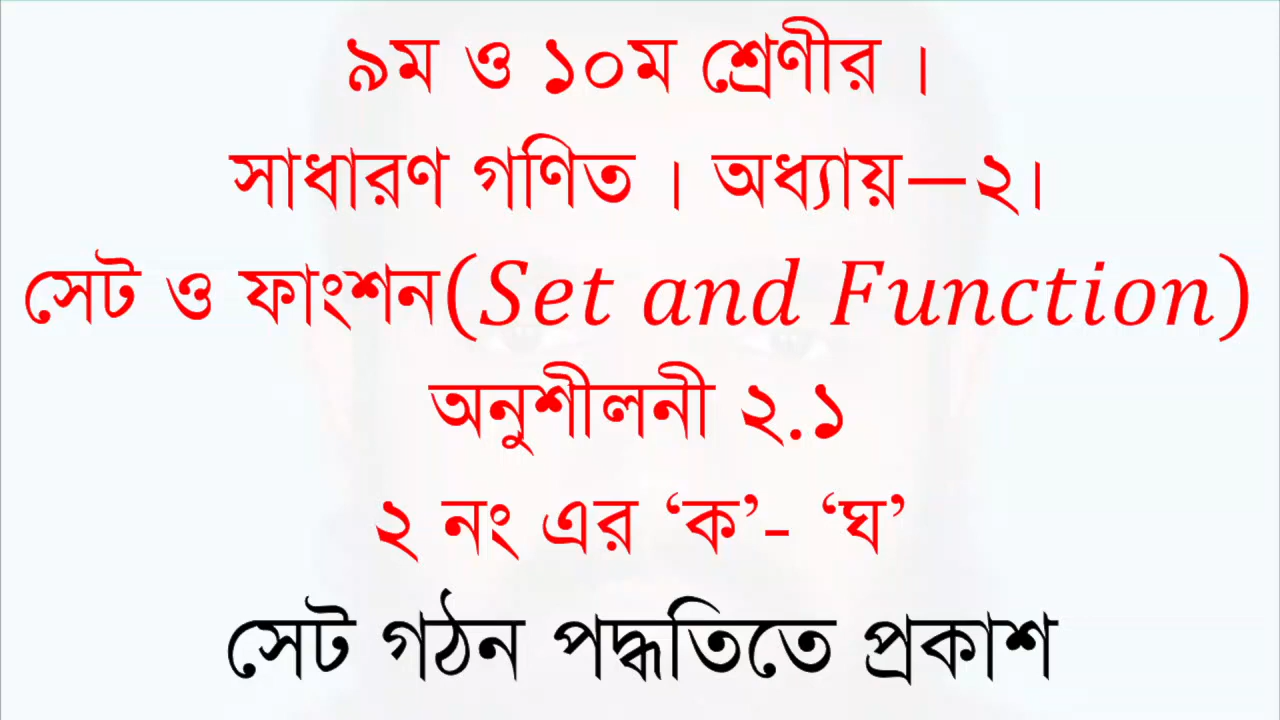 ৯ম ও ১০ম শ্রেণীর ।
সাধারণ গণিত । অধ্যায়—২।
সেট ও ফাংশন(Set and Function)
অনুশীলনী ২.১
২ নং এর ‘ক’- ‘ঘ’
সেট গঠন পদ্ধতিতে প্রকাশ